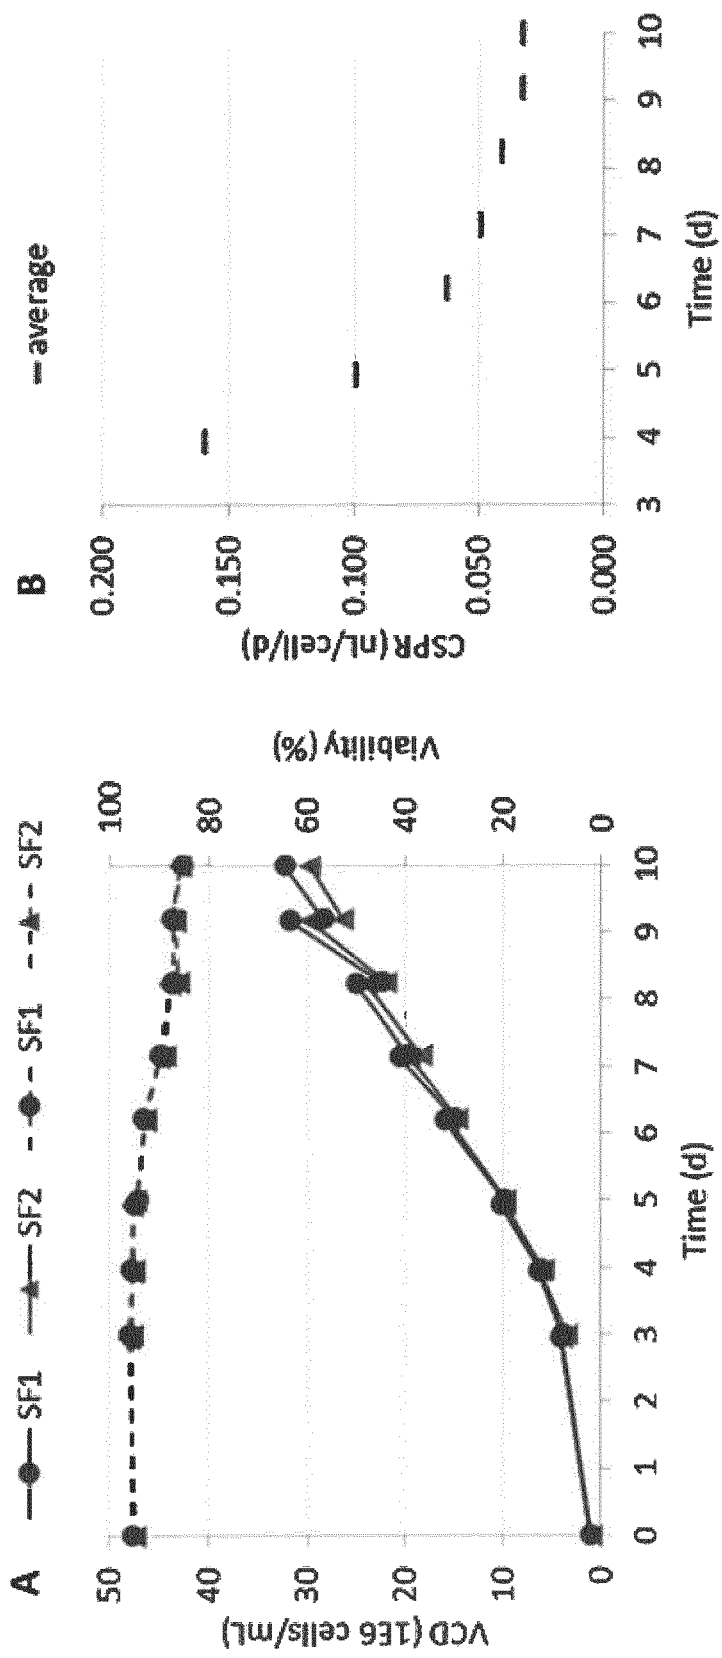 A
SF1 SF2 SF1 SF2
VCD (1E6 cells/mL)
50
40
30
20
10
0
Viability (%)
100
80
60
40
20
0
0 1 2 3 4 5 6 7 8 9 10
Time (d)
B
average
CSPR (nL/cell/d)
0.200
0.150
0.100
0.050
0.000
3 4 5 6 7 8 9 10
Time (d)